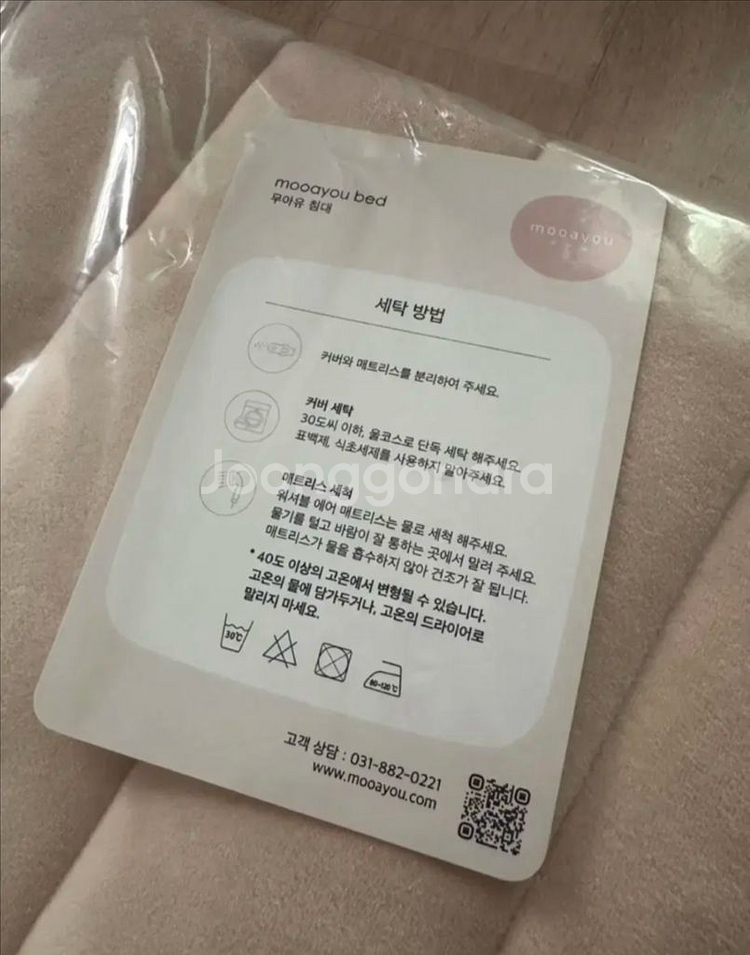 mooayou bed
무아유 침대
mooayou
세탁 방법
커버와 매트리스를 분리하여 주세요.
커버 세탁
30도씨 이하, 울코스로 단독 세탁 해주세요.
표백제, 식초세제를 사용하지 말아주세요.
Joonggonara
매트리스 세척
워셔블 에어 매트리스는 물로 세척 해주세요.
물기를 털고 바람이 잘 통하는 곳에서 말려 주세요.
매트리스가 물을 흡수하지 않아 건조가 잘 됩니다.
* 40도 이상의 고온에서 변형될 수 있습니다.
고온의 물에 담가두거나, 고온의 드라이어로
말리지 마세요.
30℃
80~120℃
고객 상담 : 031-882-0221
www.mooayou.com